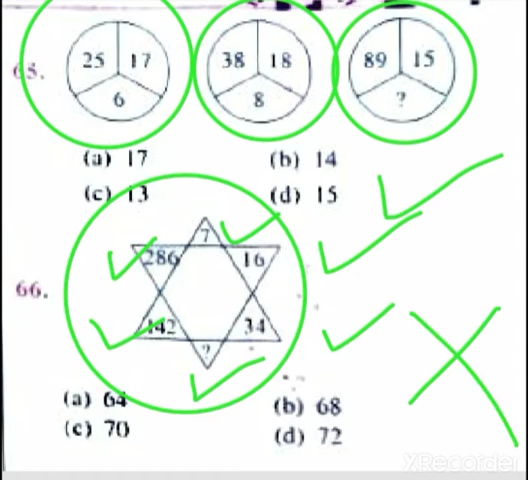 65.
25 17
6
38 18
8
89 15
?
(a) 17 (b) 14
(c) 13 (d) 15
66.
7
286 16
142 34
?
(a) 64 (b) 68
(c) 70 (d) 72
XRecorder